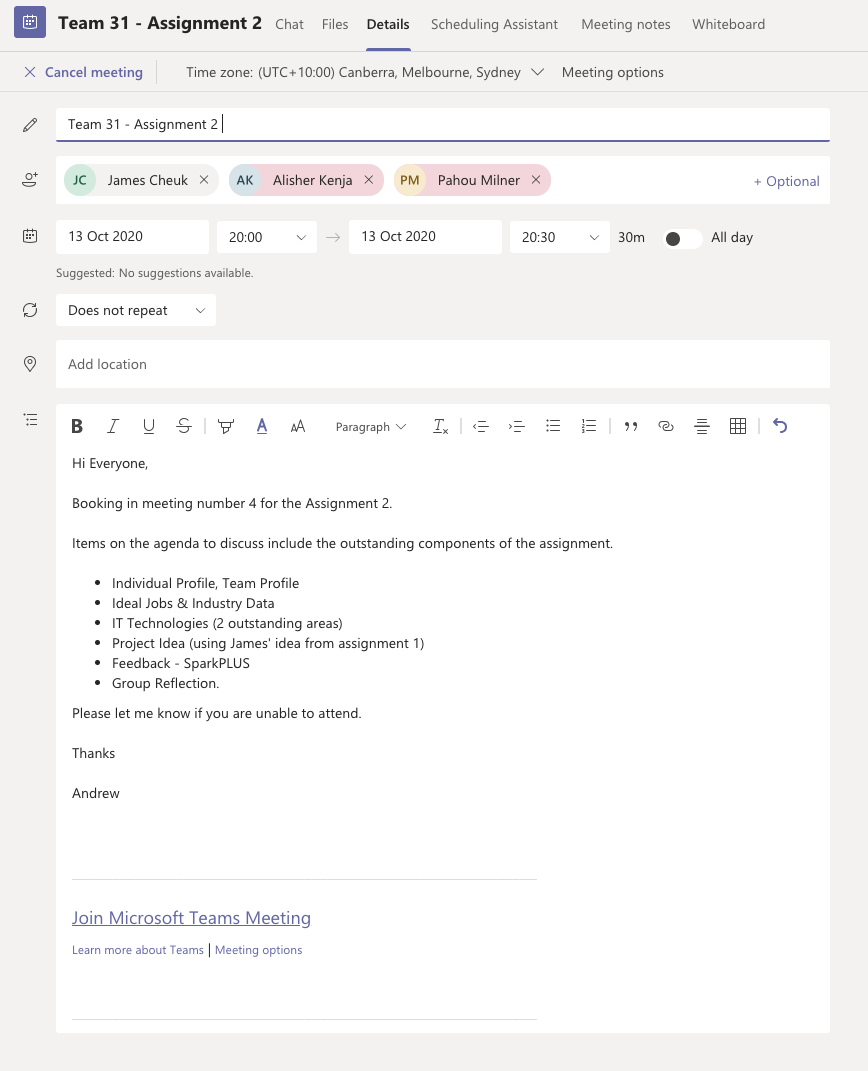 Team 31 - Assignment 2 Chat Files Details Scheduling Assistant Meeting notes Whiteboard
Cancel meeting Time zone: (UTC+10:00) Canberra, Melbourne, Sydney Meeting options
Team 31 - Assignment 2
JC James Cheuk AK Alisher Kenja PM Pahou Milner + Optional
13 Oct 2020 20:00 13 Oct 2020 20:30 30m All day
Suggested: No suggestions available.
Does not repeat
Add location
B I U S A AA Paragraph Tx
Hi Everyone,
Booking in meeting number 4 for the Assignment 2.
Items on the agenda to discuss include the outstanding components of the assignment.
• Individual Profile, Team Profile
• Ideal Jobs & Industry Data
• IT Technologies (2 outstanding areas)
• Project Idea (using James' idea from assignment 1)
• Feedback - SparkPLUS
• Group Reflection.
Please let me know if you are unable to attend.
Thanks
Andrew
Join Microsoft Teams Meeting
Learn more about Teams | Meeting options